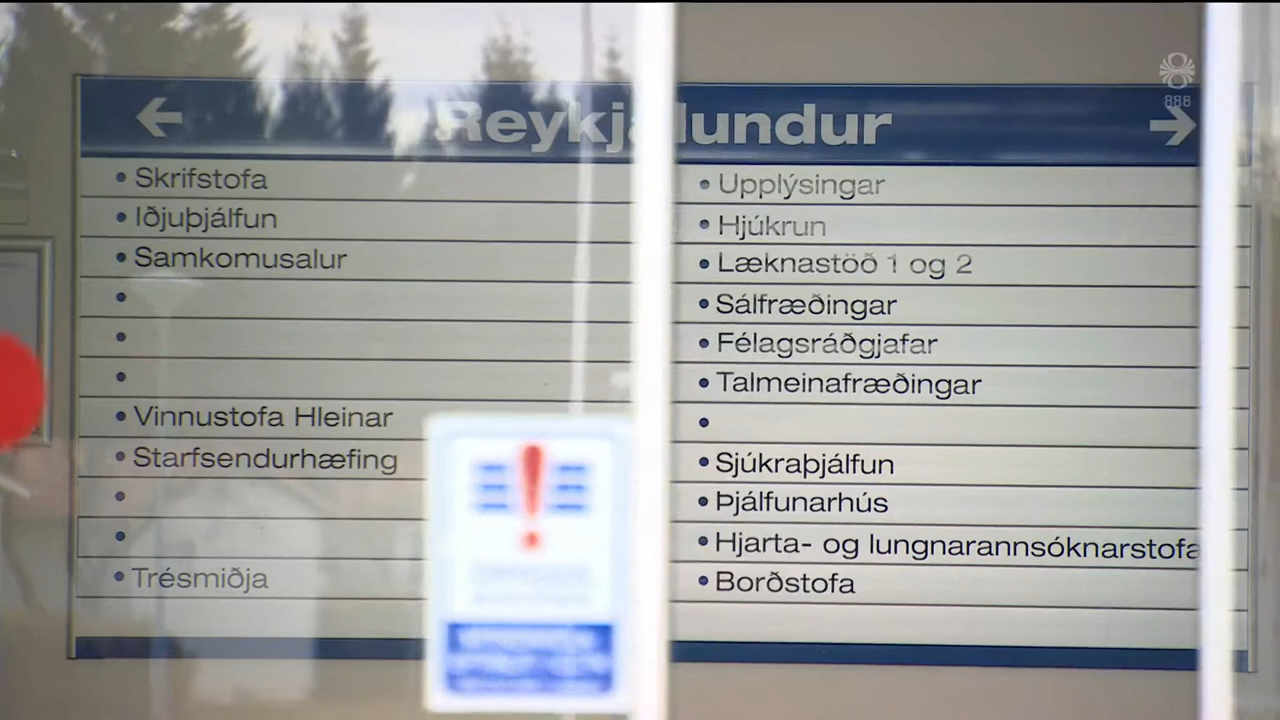 Reykjalundur
Skrifstofa
Iðjuþjálfun
Samkomusalur
Vinnustofa Hleinar
Starfsendurhæfing
Trésmiðja
Upplýsingar
Hjúkrun
Læknastöð 1 og 2
Sálfræðingar
Félagsráðgjafar
Talmeinafræðingar
Sjúkraþjálfun
Þjálfunarhús
Hjarta- og lungnarannsóknarstofa
Borðstofa
888